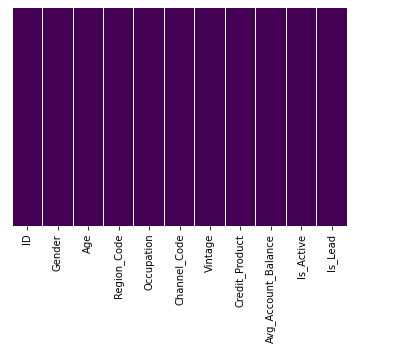 ID
Gender
Age
Region_Code
Occupation
Channel_Code
Vintage
Credit_Product
Avg_Account_Balance
Is_Active
Is_Lead